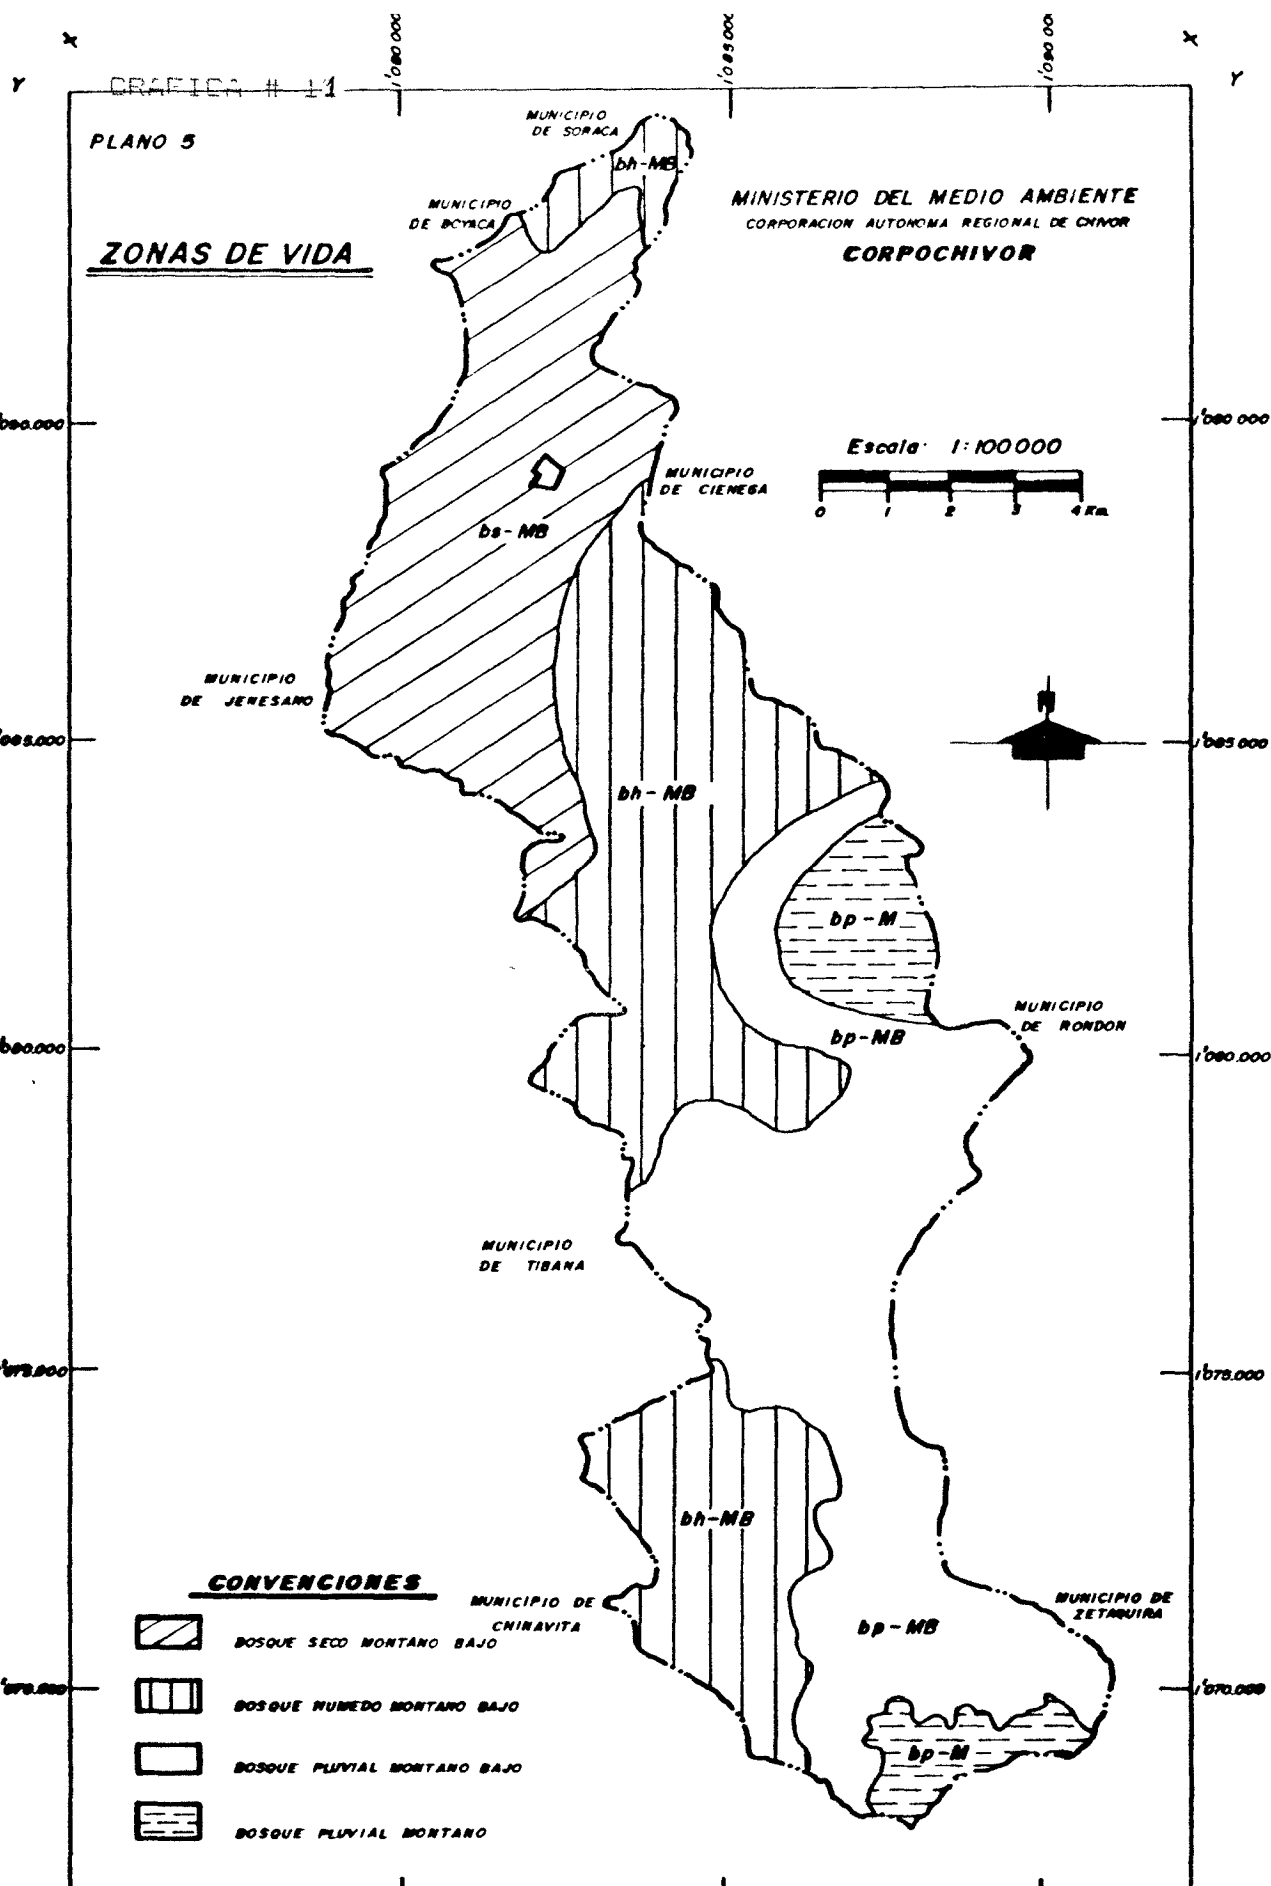 X
1'080 000
1'085 000
1'090 000
X
Y
GRAFICA # 11
Y
PLANO 5
MUNICIPIO
DE SORACA
bh-MB
MUNICIPIO
DE BOYACA
MINISTERIO DEL MEDIO AMBIENTE
CORPORACION AUTONOMA REGIONAL DE CHIVOR
CORPOCHIVOR
ZONAS DE VIDA
Escala: 1:100000
0 1 2 3 4 Km.
MUNICIPIO
DE CIENEGA
bs-MB
MUNICIPIO
DE JENESANO
N
1'085.000
bh-MB
bp-M
MUNICIPIO
DE RONDON
bp-MB
1'080.000
MUNICIPIO
DE TIBANA
1'075.000
bh-MB
CONVENCIONES
MUNICIPIO DE
CHINAVITA
MUNICIPIO DE
ZETAQUIRA
bp-MB
BOSQUE SECO MONTANO BAJO
BOSQUE HUMEDO MONTANO BAJO
1'070.000
bp-M
BOSQUE PLUVIAL MONTANO BAJO
BOSQUE PLUVIAL MONTANO